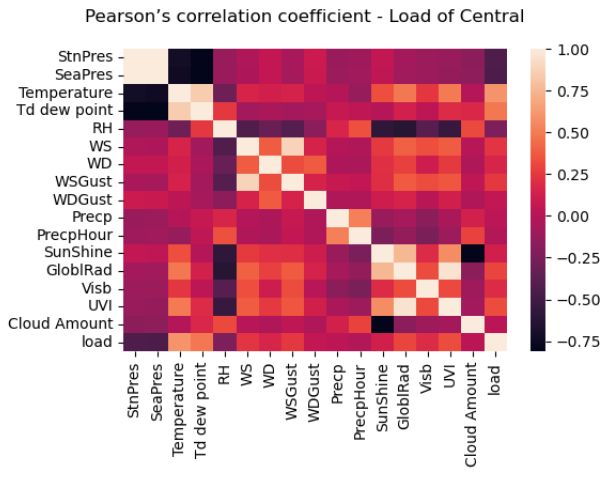 Pearson’s correlation coefficient - Load of Central
StnPres
SeaPres
Temperature
Td dew point
RH
WS
WD
WSGust
WDGust
Precp
PrecpHour
SunShine
GloblRad
Visb
UVI
Cloud Amount
load
StnPres
SeaPres
Temperature
Td dew point
RH
WS
WD
WSGust
WDGust
Precp
PrecpHour
SunShine
GloblRad
Visb
UVI
Cloud Amount
load
1.00
0.75
0.50
0.25
0.00
−0.25
−0.50
−0.75